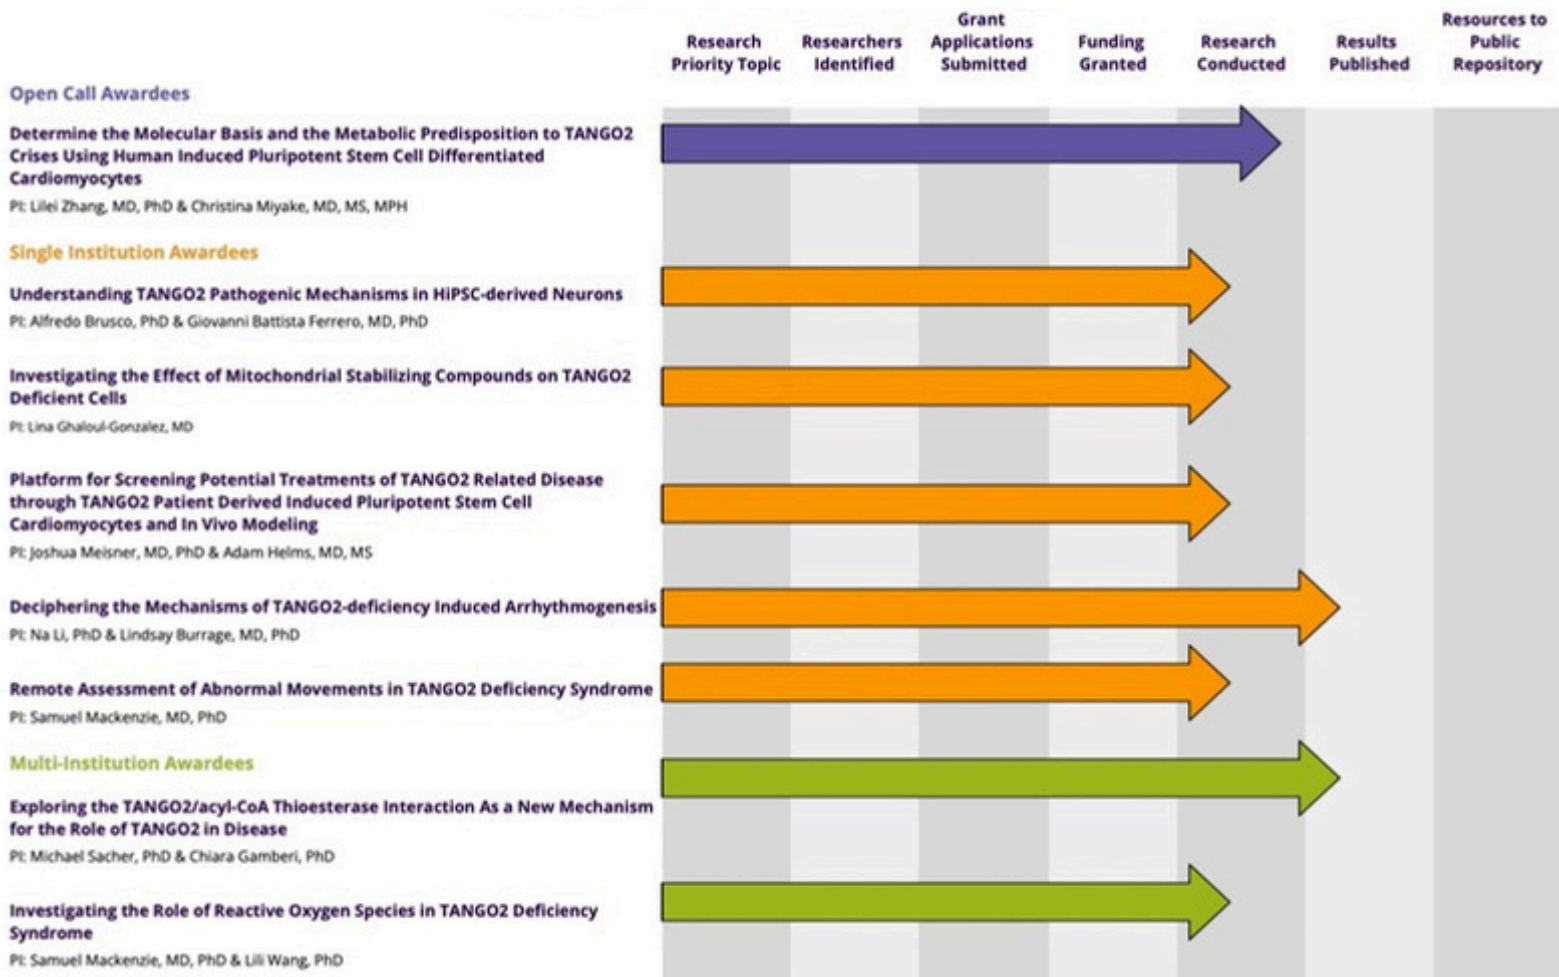 Research
Priority Topic
Researchers
Identified
Grant
Applications
Submitted
Funding
Granted
Research
Conducted
Results
Published
Resources to
Public
Repository
Open Call Awardees
Determine the Molecular Basis and the Metabolic Predisposition to TANGO2
Crises Using Human Induced Pluripotent Stem Cell Differentiated
Cardiomyocytes
PI: Lilei Zhang, MD, PhD & Christina Miyake, MD, MS, MPH
Single Institution Awardees
Understanding TANGO2 Pathogenic Mechanisms in HiPSC-derived Neurons
PI: Alfredo Brusco, PhD & Giovanni Battista Ferrero, MD, PhD
Investigating the Effect of Mitochondrial Stabilizing Compounds on TANGO2
Deficient Cells
PI: Lina Ghaloul-Gonzalez, MD
Platform for Screening Potential Treatments of TANGO2 Related Disease
through TANGO2 Patient Derived Induced Pluripotent Stem Cell
Cardiomyocytes and In Vivo Modeling
PI: Joshua Meisner, MD, PhD & Adam Helms, MD, MS
Deciphering the Mechanisms of TANGO2-deficiency Induced Arrhythmogenesis
PI: Na Li, PhD & Lindsay Burrage, MD, PhD
Remote Assessment of Abnormal Movements in TANGO2 Deficiency Syndrome
PI: Samuel Mackenzie, MD, PhD
Multi-Institution Awardees
Exploring the TANGO2/acyl-CoA Thioesterase Interaction As a New Mechanism
for the Role of TANGO2 in Disease
PI: Michael Sacher, PhD & Chiara Gamberi, PhD
Investigating the Role of Reactive Oxygen Species in TANGO2 Deficiency
Syndrome
PI: Samuel Mackenzie, MD, PhD & Lili Wang, PhD